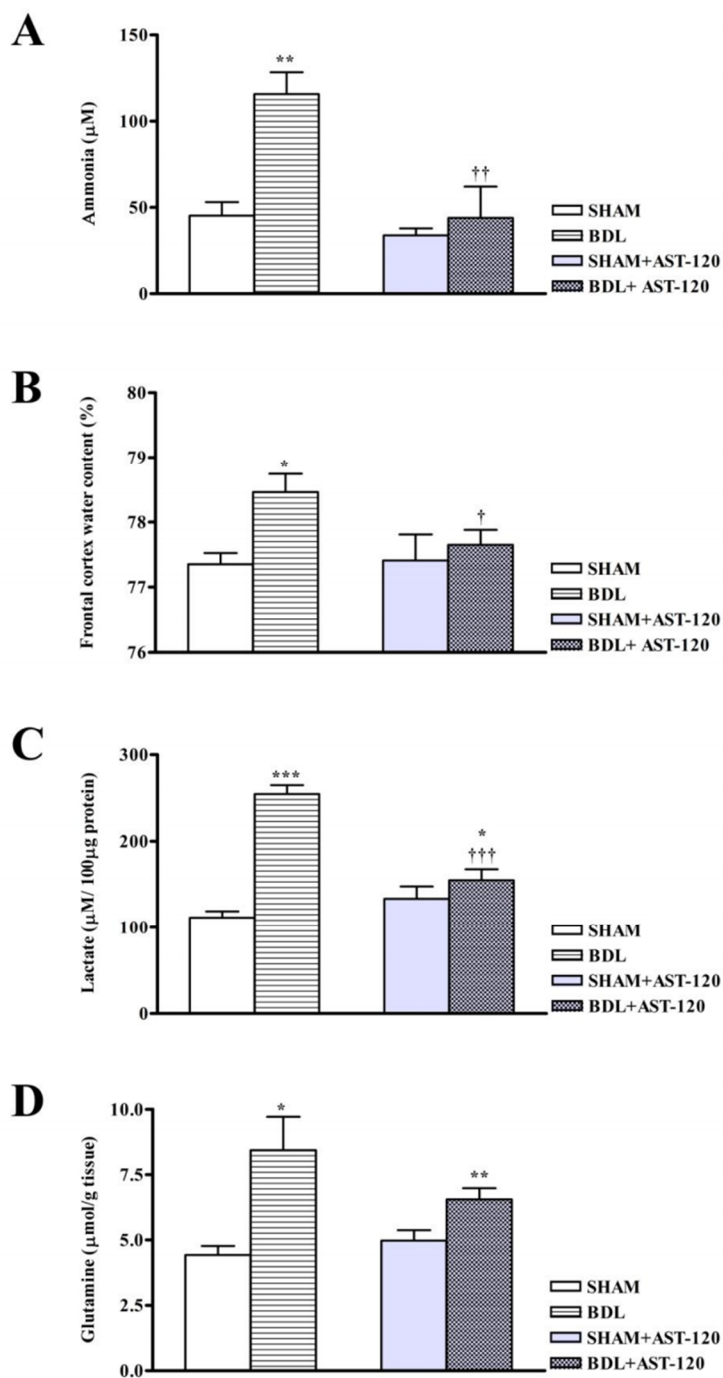 A
Ammonia (μM)
150
100
50
0
**
††
SHAM
BDL
SHAM+AST-120
BDL+ AST-120
B
Frontal cortex water content (%)
80
79
78
77
76
*
†
SHAM
BDL
SHAM+AST-120
BDL+ AST-120
C
Lactate (μM/ 100μg protein)
300
200
100
0
***
*
†††
SHAM
BDL
SHAM+AST-120
BDL+AST-120
D
Glutamine (μmol/g tissue)
10.0
7.5
5.0
2.5
0.0
*
**
SHAM
BDL
SHAM+AST-120
BDL+AST-120